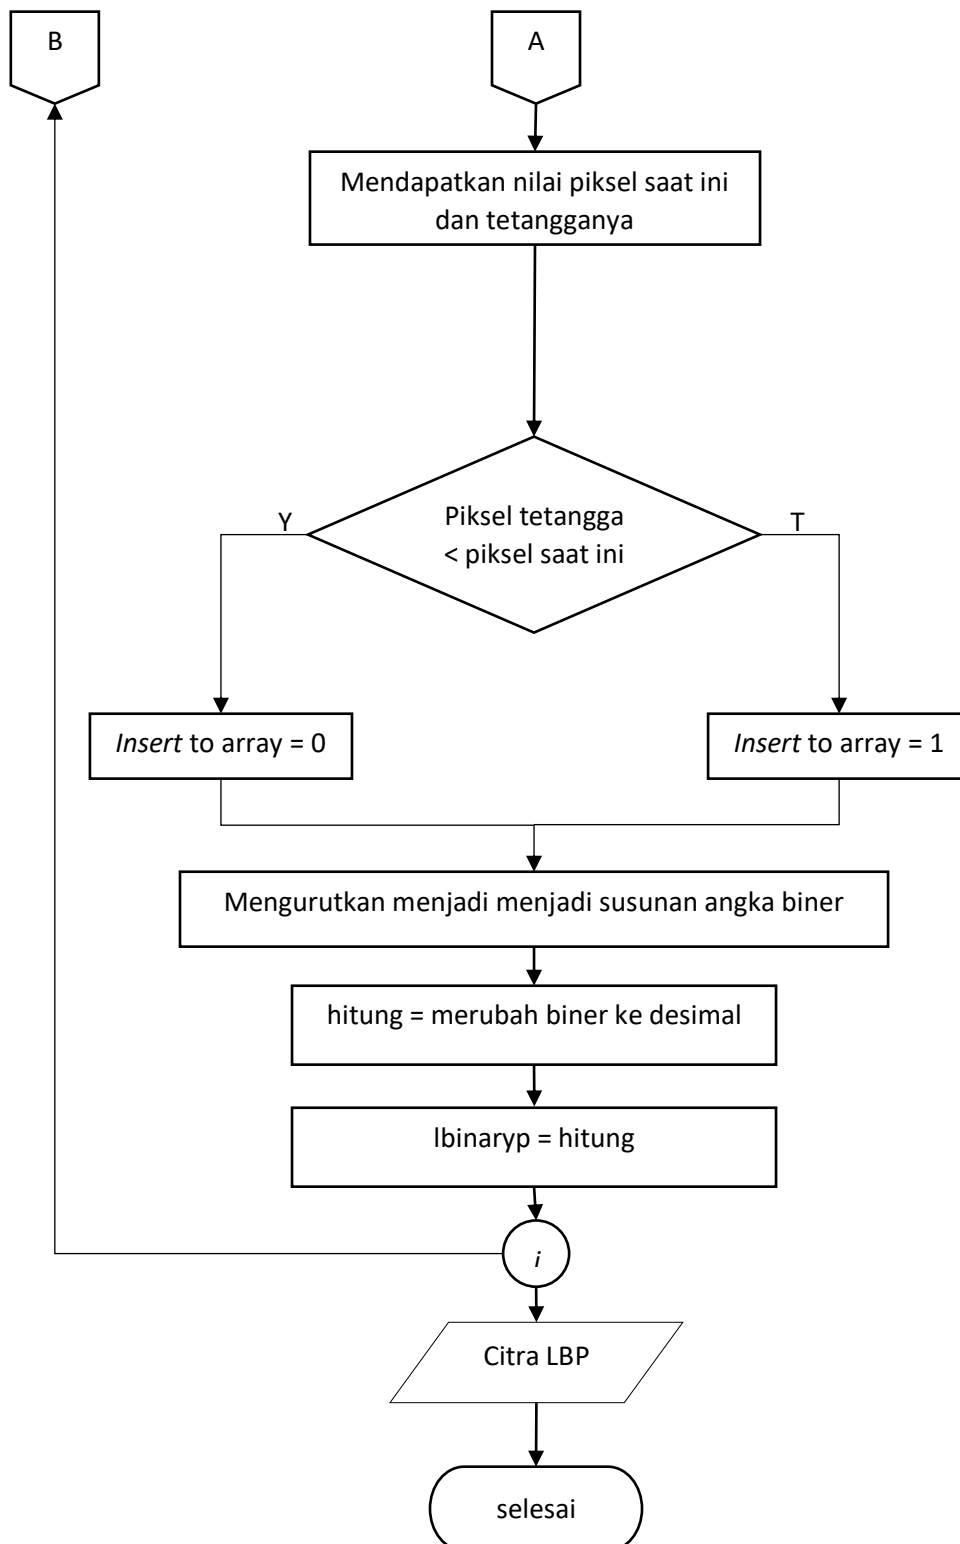 B
A
Mendapatkan nilai piksel saat ini
dan tetangganya
Y
Piksel tetangga
< piksel saat ini
T
Insert to array = 0
Insert to array = 1
Mengurutkan menjadi menjadi susunan angka biner
hitung = merubah biner ke desimal
lbinaryp = hitung
i
Citra LBP
selesai